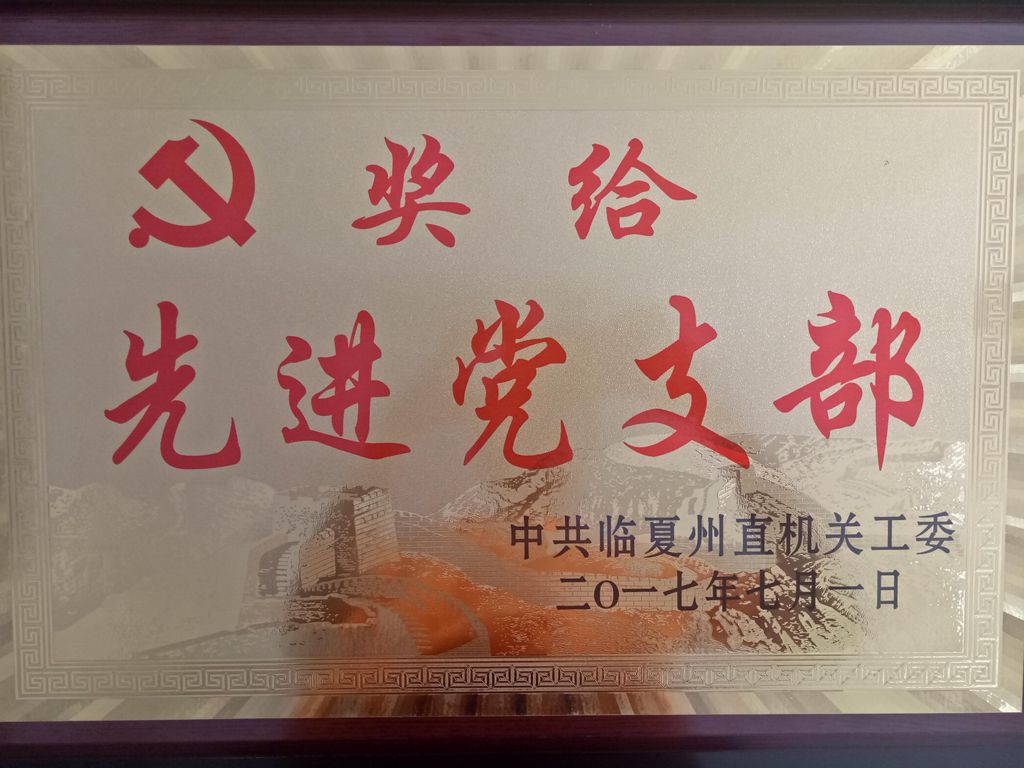 奖给
先进党支部
中共临夏州直机关工委
二O一七年七月一日